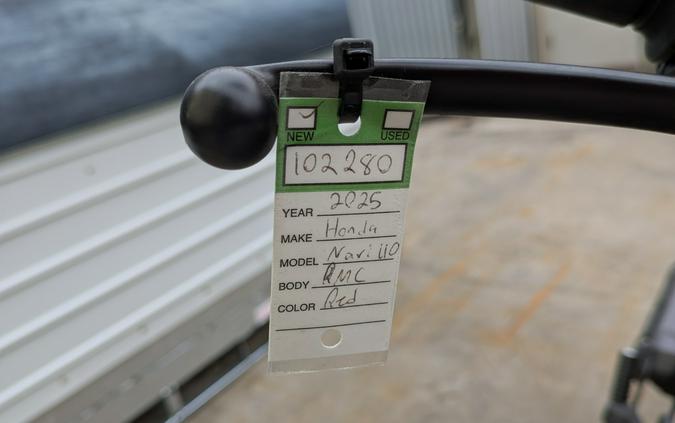 NEW USED
102280
YEAR 2025
MAKE Honda
MODEL Navi 110
BODY MC
COLOR Red